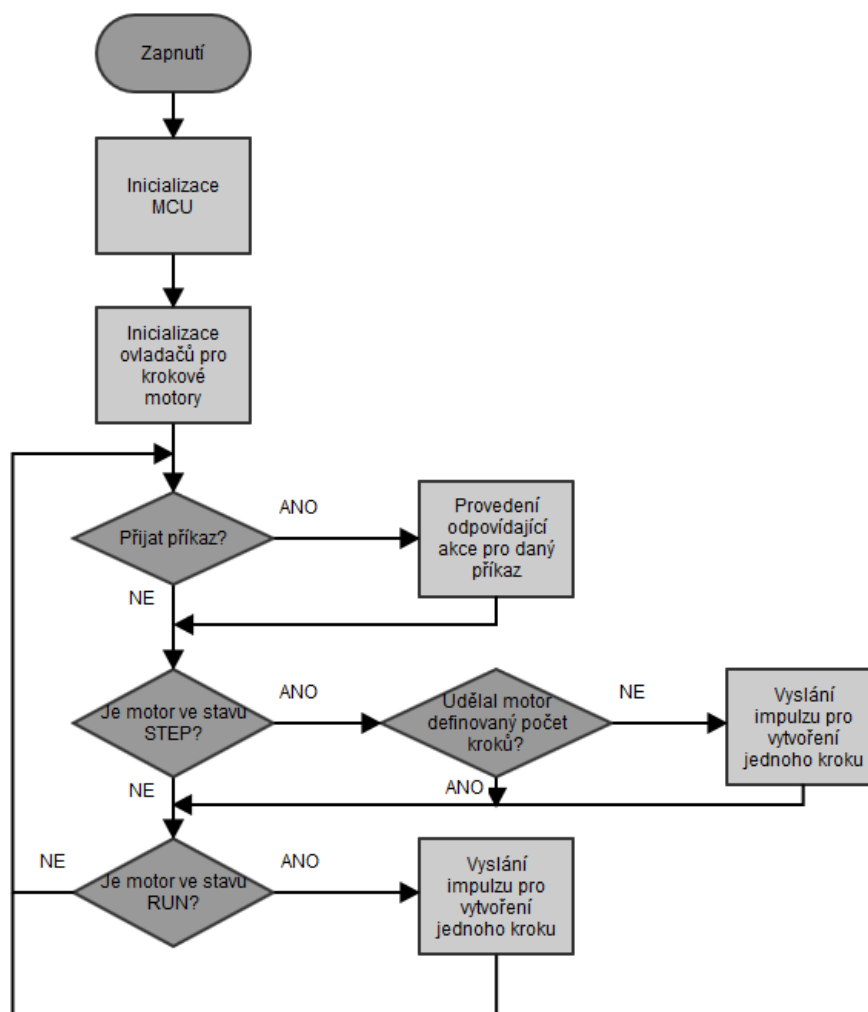 Zapnutí
Inicializace
MCU
Inicializace
ovladačů pro
krokové
motory
Přijat příkaz?
ANO
Provedení
odpovídající
akce pro daný
příkaz
NE
Je motor ve stavu
STEP?
ANO
Udělal motor
definovaný počet
kroků?
NE
Vyslání
impulzu pro
vytvoření
jednoho kroku
NE
ANO
Je motor ve stavu
RUN?
NE
ANO
Vyslání
impulzu pro
vytvoření
jednoho kroku